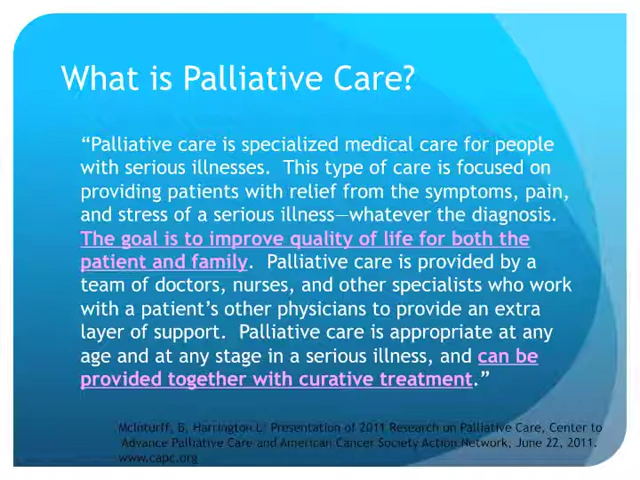 What is Palliative Care?
“Palliative care is specialized medical care for people
with serious illnesses.  This type of care is focused on
providing patients with relief from the symptoms, pain,
and stress of a serious illness—whatever the diagnosis.
The goal is to improve quality of life for both the
patient and family.  Palliative care is provided by a
team of doctors, nurses, and other specialists who work
with a patient’s other physicians to provide an extra
layer of support.  Palliative care is appropriate at any
age and at any stage in a serious illness, and can be
provided together with curative treatment.”
McInturff, B, Harrington L. Presentation of 2011 Research on Palliative Care, Center to
Advance Palliative Care and American Cancer Society Action Network, June 22, 2011.
www.capc.org